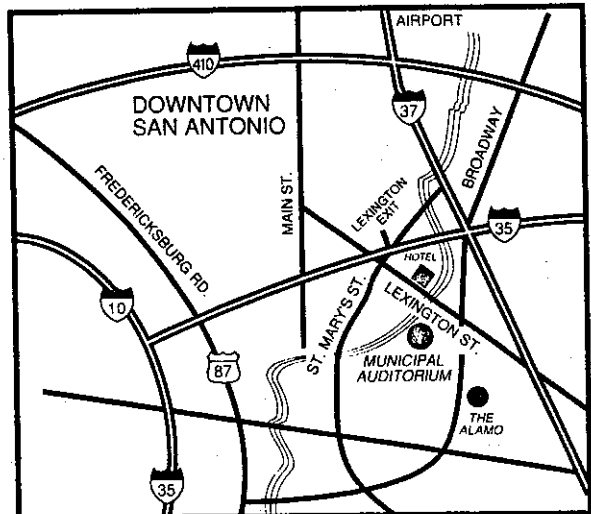 AIRPORT
410
DOWNTOWN
SAN ANTONIO
37
BROADWAY
FREDERICKSBURG RD.
MAIN ST.
LEXINGTON
EXIT
35
HOTEL
10
ST. MARY'S ST.
LEXINGTON ST.
MUNICIPAL
AUDITORIUM
87
THE
ALAMO
35